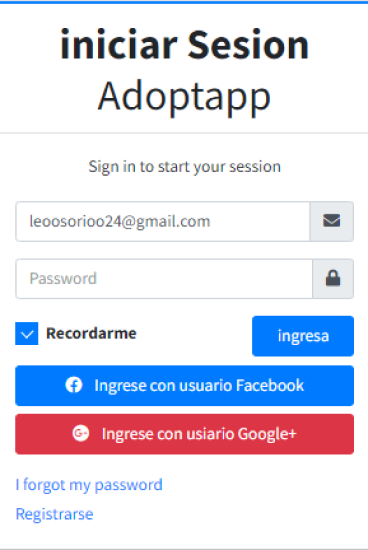 iniciar Sesion
Adoptapp
Sign in to start your session
leoosorioo24@gmail.com
Password
Recordarme
ingresa
Ingrese con usuario Facebook
G+ Ingrese con usiario Google+
I forgot my password
Registrarse